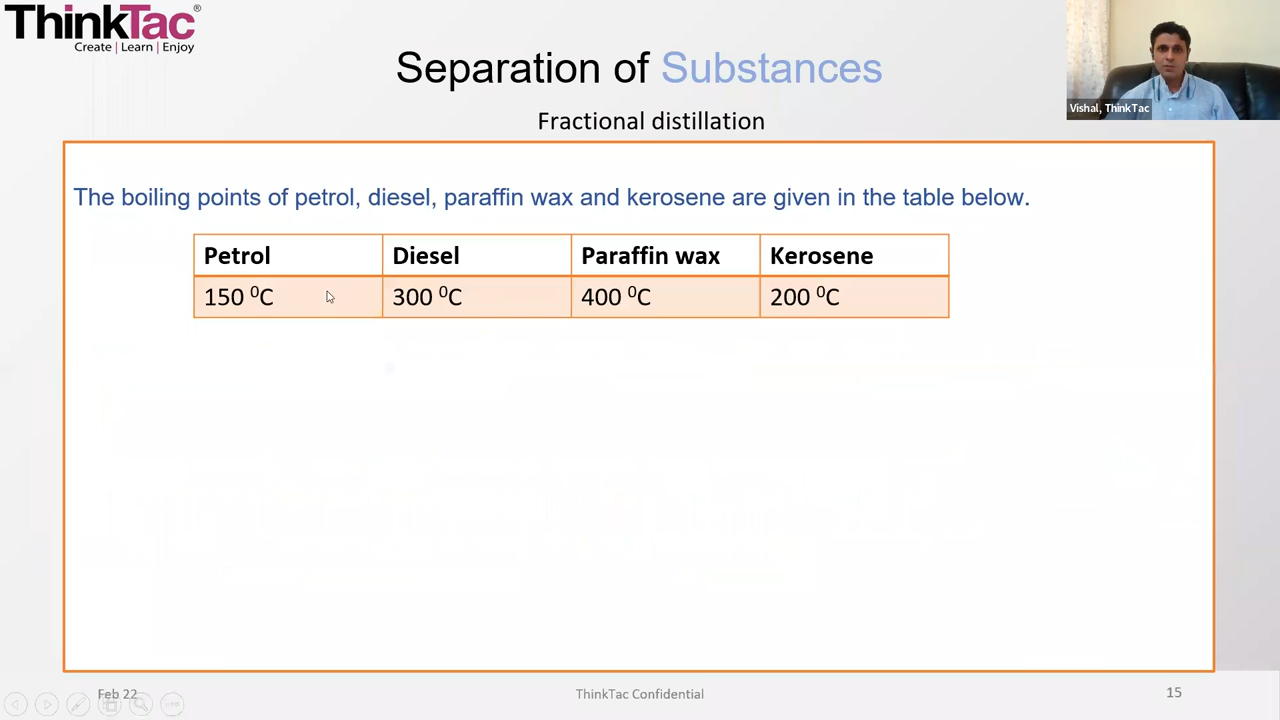 ThinkTac®
Create | Learn | Enjoy
Separation of Substances
Vishal, ThinkTac
Fractional distillation
The boiling points of petrol, diesel, paraffin wax and kerosene are given in the table below.
Petrol Diesel Paraffin wax Kerosene
150 ⁰C 300 ⁰C 400 ⁰C 200 ⁰C
Feb 22 ThinkTac Confidential 15